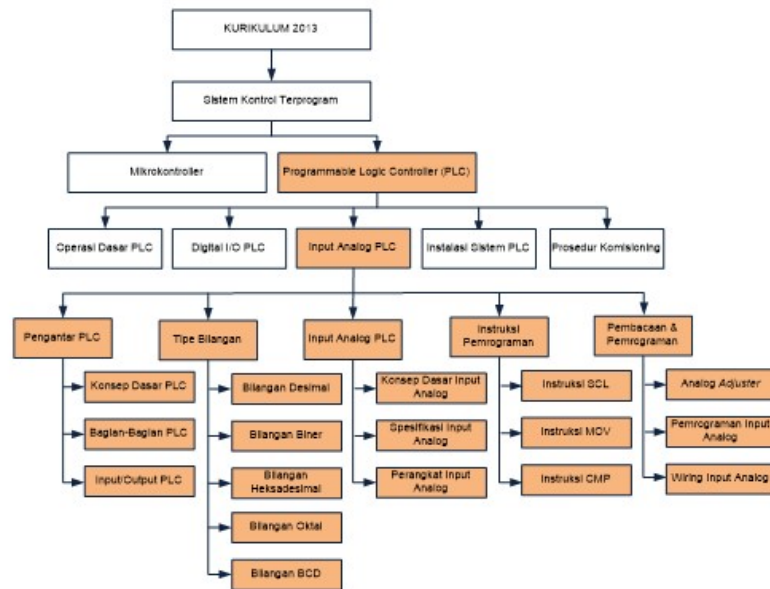 KURIKULUM 2013
Sistem Kontrol Terprogram
Mikrokontroller
Programmable Logic Controller (PLC)
Operasi Dasar PLC
Digital I/O PLC
Input Analog PLC
Instalasi Sistem PLC
Prosedur Komisioning
Pengantar PLC
Tipe Bilangan
Input Analog PLC
Instruksi
Pemrograman
Pembacaan &
Pemrograman
Konsep Dasar PLC
Bagian-Bagian PLC
Input/Output PLC
Bilangan Desimal
Bilangan Biner
Bilangan
Heksadesimal
Bilangan Oktal
Bilangan BCD
Konsep Dasar Input
Analog
Spesifikasi Input
Analog
Perangkat Input
Analog
Instruksi SCL
Instruksi MOV
Instruksi CMP
Analog Adjuster
Pemrograman Input
Analog
Wiring Input Analog